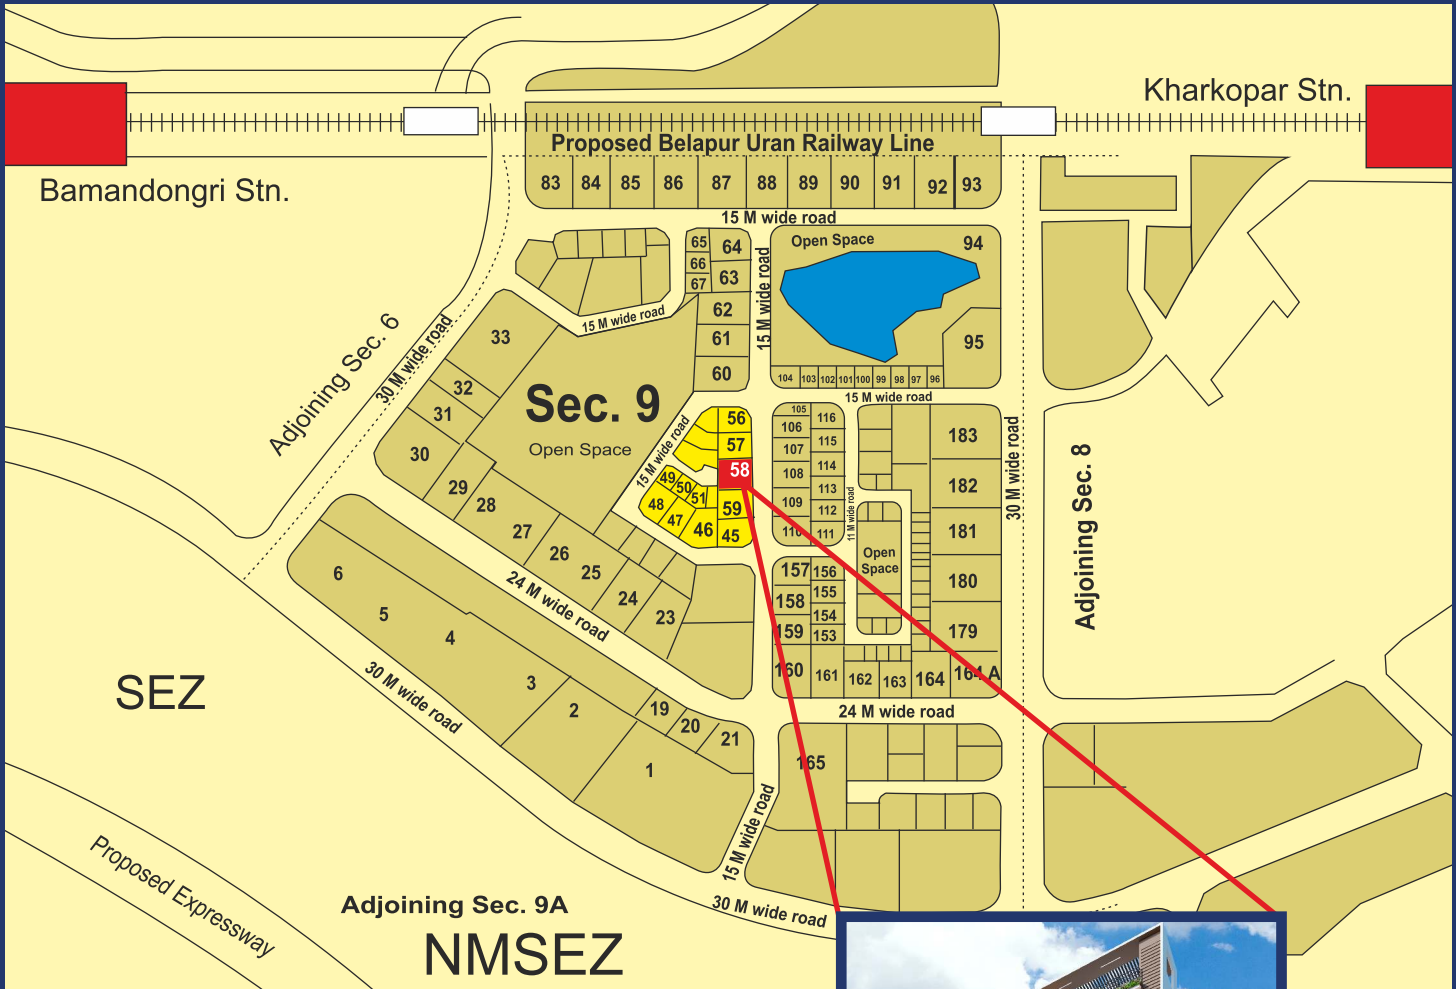 Kharkopar Stn.
Proposed Belapur Uran Railway Line
Bamandongri Stn.
83 84 85 86 87 88 89 90 91 92 93
15 M wide road
65 64
66 63
67
62
61
60
15 M wide road
Open Space 94
95
104 103 102 101 100 99 98 97 96
15 M wide road
15 M wide road
Adjoining Sec. 6
30 M wide road
33
32
31
30
29
28
27
26
25
24
23
Sec. 9
Open Space
15 M wide road
56
57
58
59
45
49
50
51
48
47
46
105
106
107
108
109
110
116
115
114
113
112
111
11 M wide road
Open
Space
183
182
181
180
179
30 M wide road
Adjoining Sec. 8
157 156
155
158
154
159 153
160 161 162 163 164 164 A
24 M wide road
24 M wide road
6
5
4
3
2
1
19
20
21
30 M wide road
165
15 M wide road
30 M wide road
SEZ
Proposed Expressway
Adjoining Sec. 9A
NMSEZ